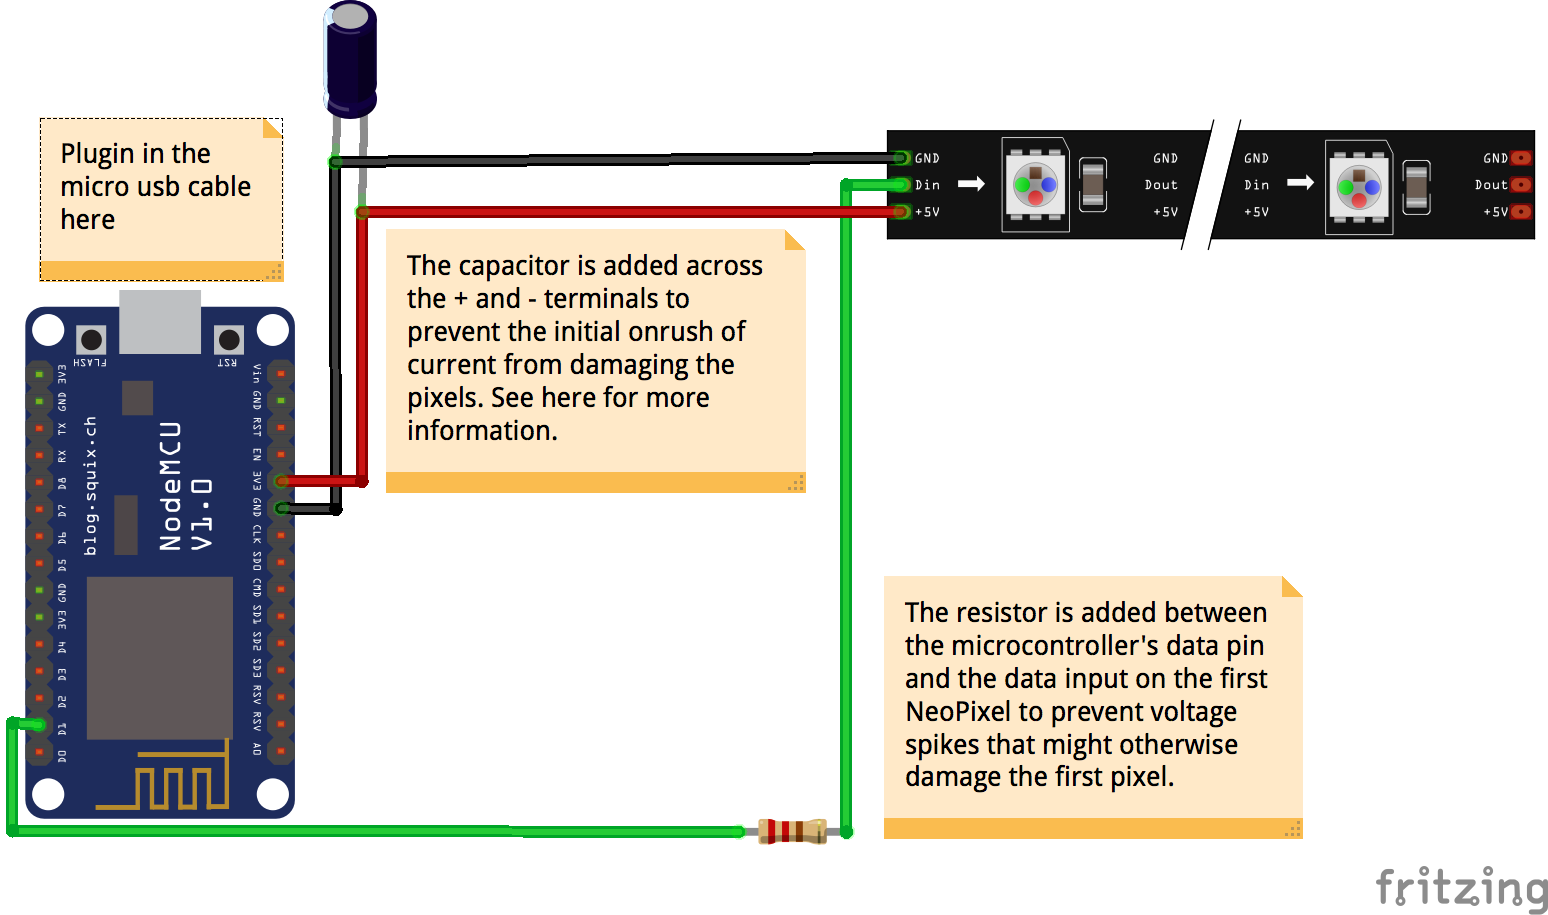 Plugin in the
micro usb cable
here
GND
Din
+5V
GND
Dout
+5V
GND
Din
+5V
GND
Dout
+5V
The capacitor is added across
the + and - terminals to
prevent the initial onrush of
current from damaging the
pixels. See here for more
information.
FLASH
RST
3V3
GND
TX
RX
D8
D7
D6
D5
GND
3V3
D4
D3
D2
D1
D0
blog.squix.ch
NodeMCU
V1.0
Vin
GND
RST
EN
3V3
GND
CLK
SD0
CMD
SD1
SD2
SD3
RSV
RSV
A0
The resistor is added between
the microcontroller's data pin
and the data input on the first
NeoPixel to prevent voltage
spikes that might otherwise
damage the first pixel.
fritzing